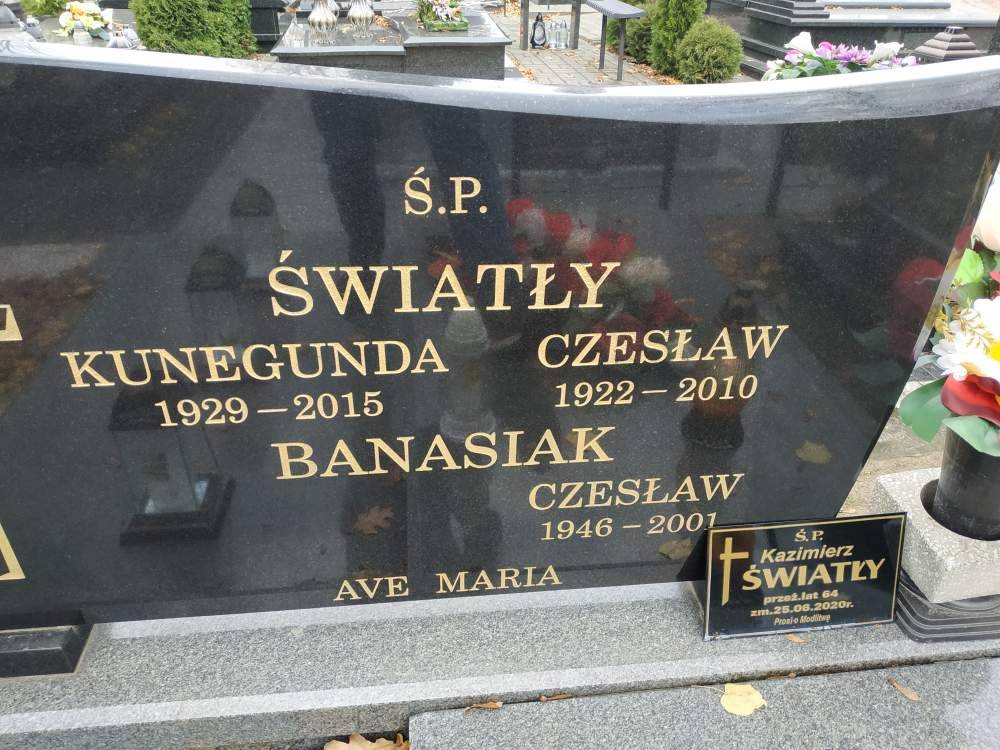 Ś.P.
ŚWIATŁY
KUNEGUNDA CZESŁAW
1929 – 2015 1922 – 2010
BANASIAK
CZESŁAW
1946 – 2001
AVE MARIA
Ś.P.
Kazimierz
ŚWIATŁY
przeż.lat 64
zm.25.06.2020r.
Prosi o Modlitwę